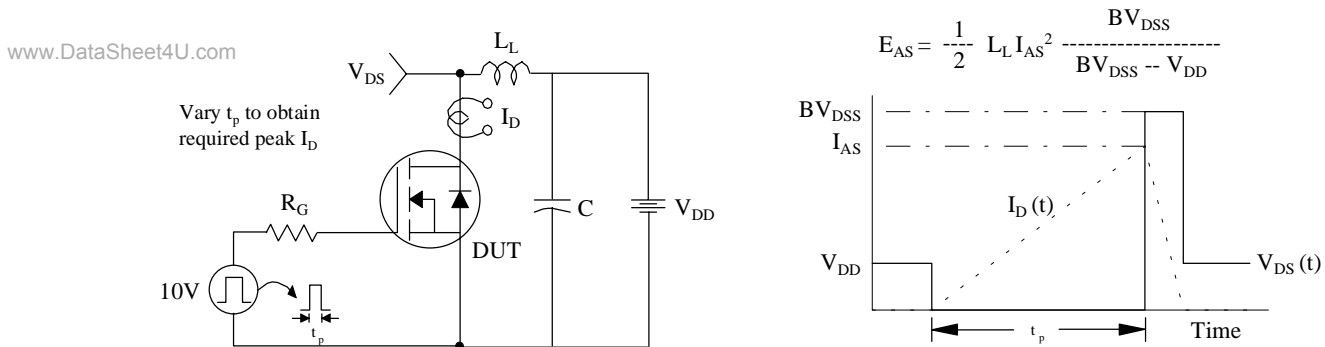 www.DataSheet4U.com
L_L
V_DS
Vary t_p to obtain
required peak I_D
I_D
R_G
C
V_DD
DUT
10V
t_p
E_AS = 1/2 L_L I_AS^2 BV_DSS / BV_DSS -- V_DD
BV_DSS
I_AS
I_D (t)
V_DD
V_DS (t)
t_p
Time